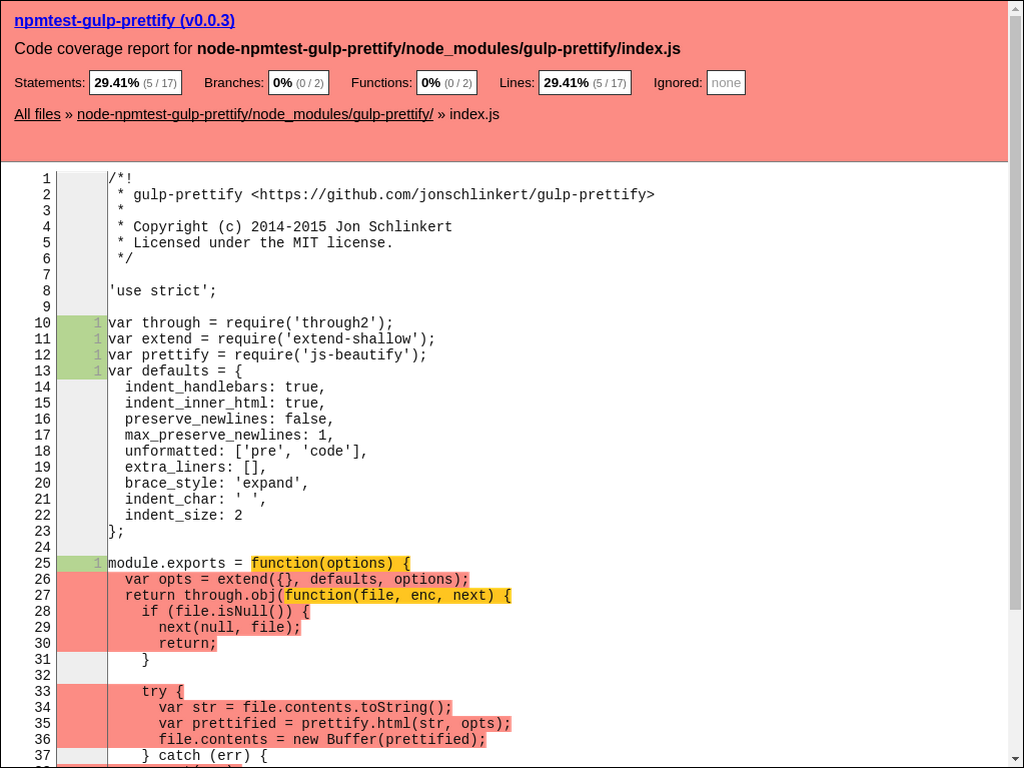 npmtest-gulp-prettify (v0.0.3)
Code coverage report for node-npmtest-gulp-prettify/node_modules/gulp-prettify/index.js
Statements: 29.41% (5 / 17) Branches: 0% (0 / 2) Functions: 0% (0 / 2) Lines: 29.41% (5 / 17) Ignored: none
All files » node-npmtest-gulp-prettify/node_modules/gulp-prettify/ » index.js
1 /*!
2  * gulp-prettify <https://github.com/jonschlinkert/gulp-prettify>
3  *
4  * Copyright (c) 2014-2015 Jon Schlinkert
5  * Licensed under the MIT license.
6  */
7
8 'use strict';
9
10 1 var through = require('through2');
11 1 var extend = require('extend-shallow');
12 1 var prettify = require('js-beautify');
13 1 var defaults = {
14   indent_handlebars: true,
15   indent_inner_html: true,
16   preserve_newlines: false,
17   max_preserve_newlines: 1,
18   unformatted: ['pre', 'code'],
19   extra_liners: [],
20   brace_style: 'expand',
21   indent_char: ' ',
22   indent_size: 2
23 };
24
25 1 module.exports = function(options) {
26   var opts = extend({}, defaults, options);
27   return through.obj(function(file, enc, next) {
28     if (file.isNull()) {
29       next(null, file);
30       return;
31     }
32
33     try {
34       var str = file.contents.toString();
35       var prettified = prettify.html(str, opts);
36       file.contents = new Buffer(prettified);
37     } catch (err) {